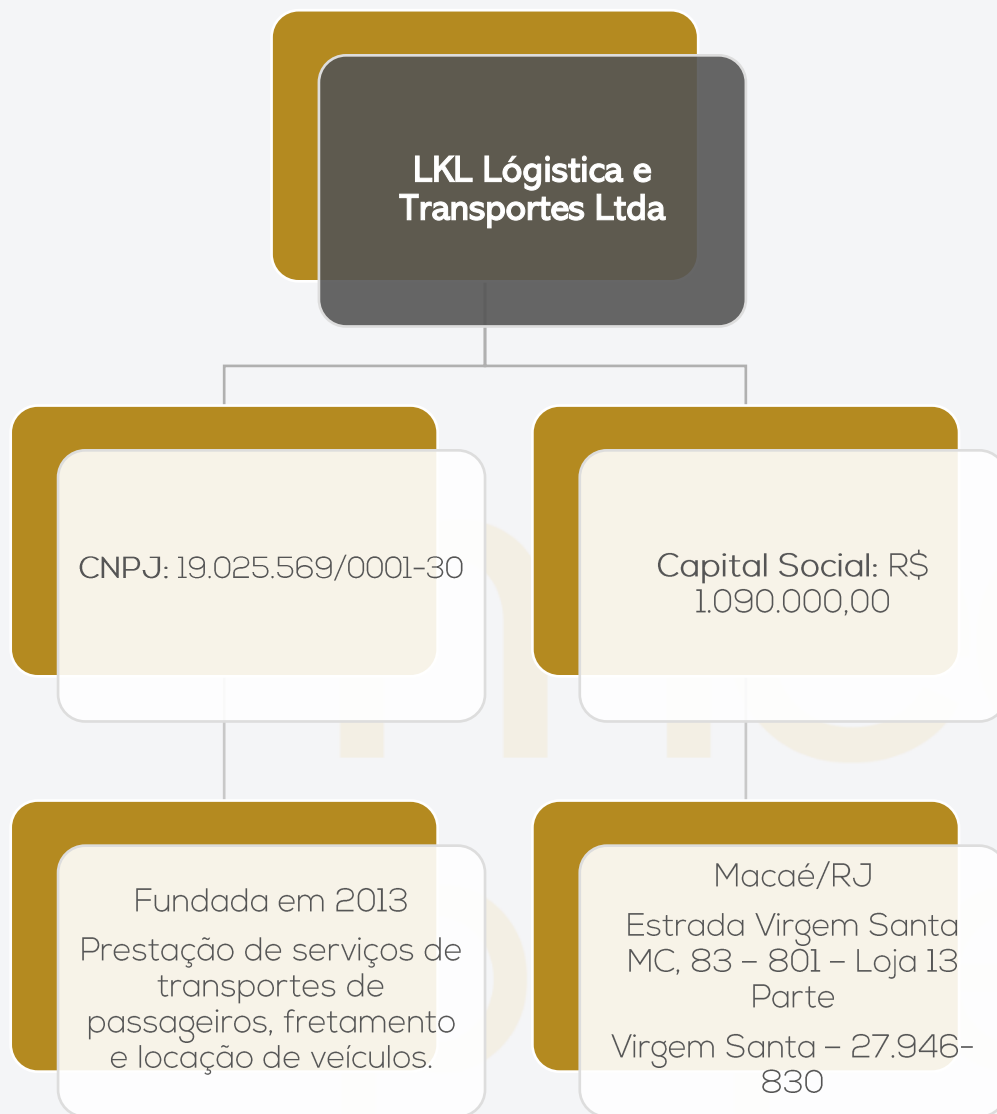 LKL Lógistica e
Transportes Ltda
CNPJ: 19.025.569/0001-30
Capital Social: R$
1.090.000,00
Fundada em 2013
Prestação de serviços de
transportes de
passageiros, fretamento
e locação de veículos.
Macaé/RJ
Estrada Virgem Santa
MC, 83 – 801 – Loja 13
Parte
Virgem Santa – 27.946-
830